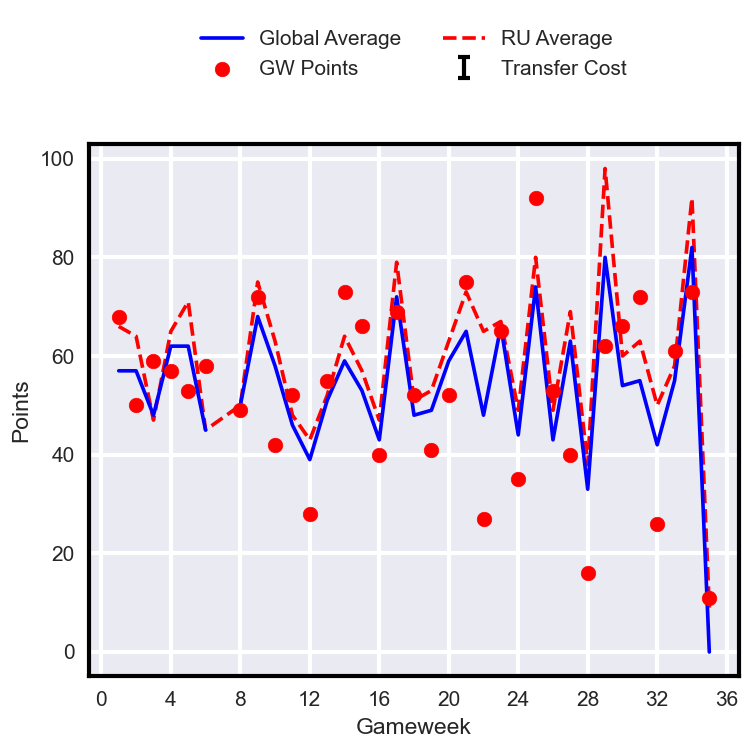 Global Average
RU Average
GW Points
Transfer Cost
100
80
60
40
20
0
Points
0 4 8 12 16 20 24 28 32 36
Gameweek